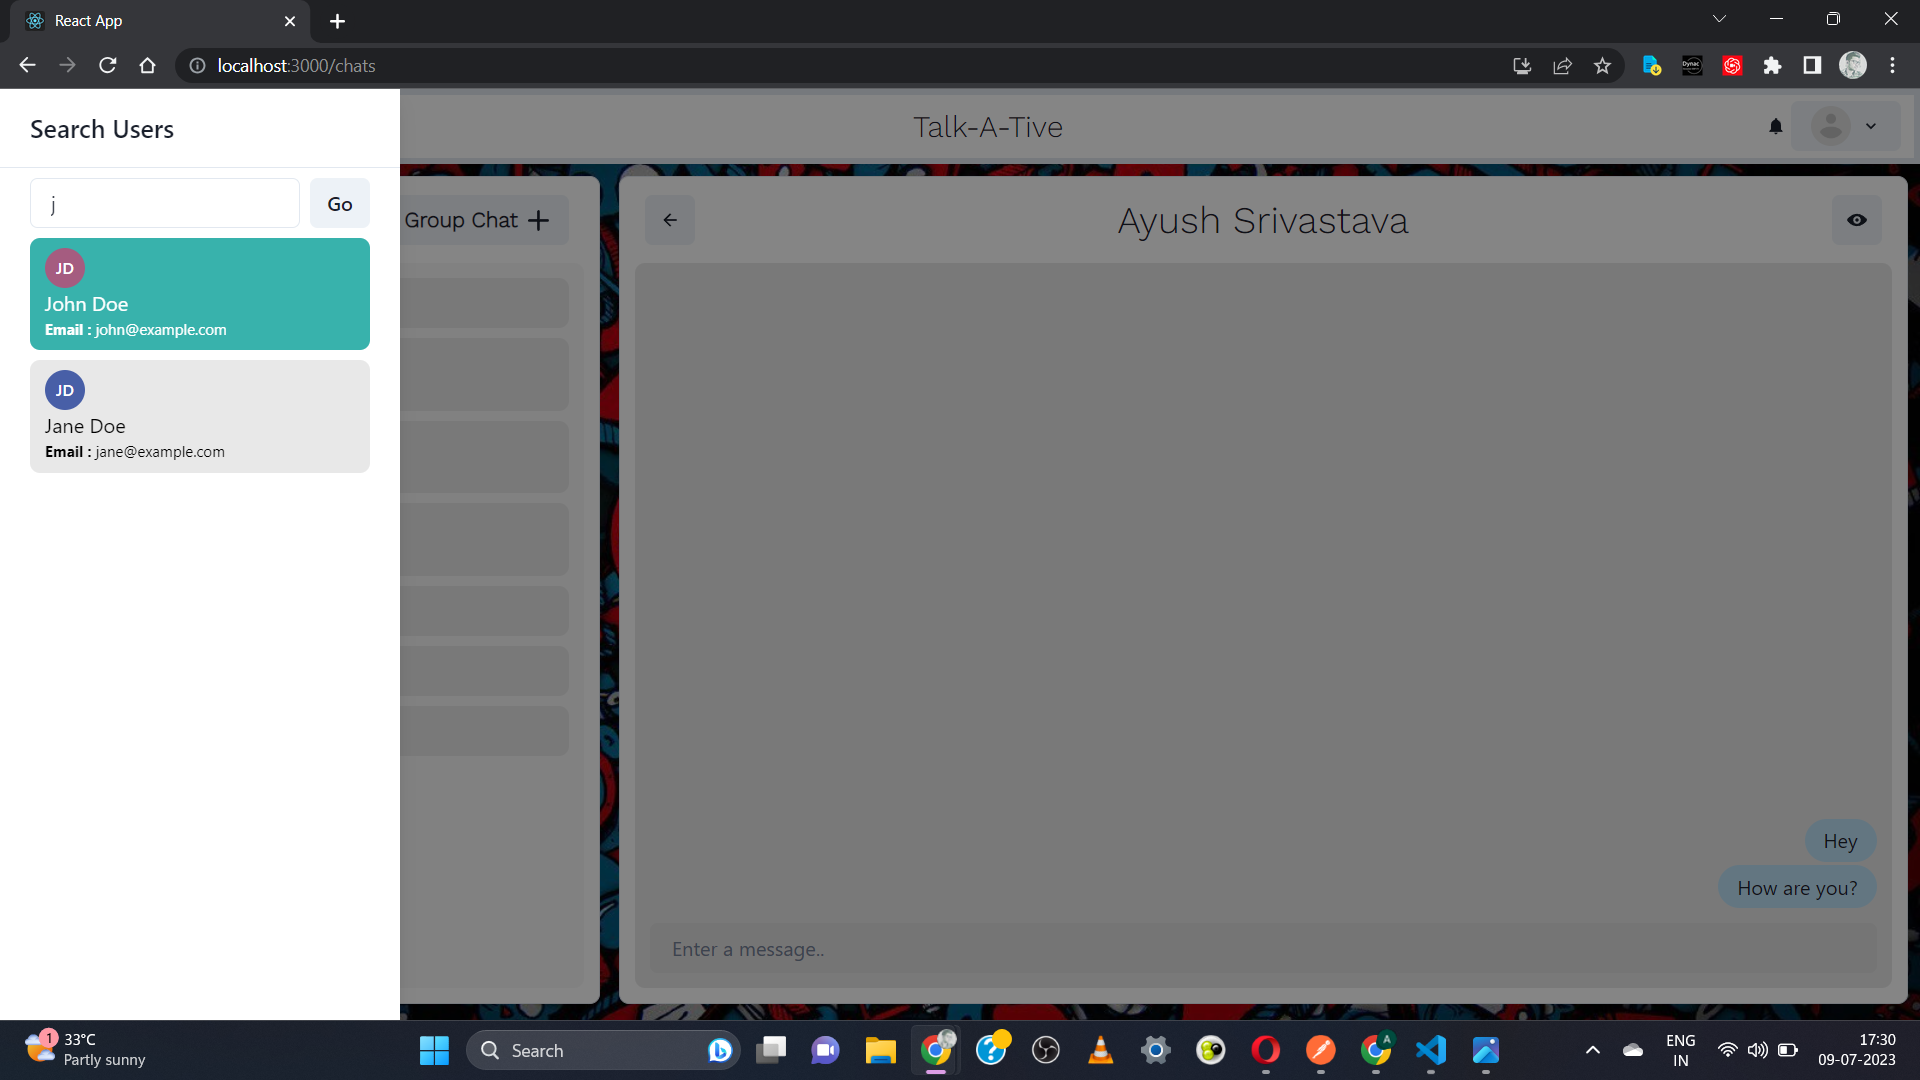 React App
localhost:3000/chats
Search Users
Talk-A-Tive
j
Go
Group Chat
Ayush Srivastava
JD
John Doe
Email : john@example.com
JD
Jane Doe
Email : jane@example.com
Hey
How are you?
Enter a message..
1
33°C
Partly sunny
Search
A
ENG
IN
17:30
09-07-2023